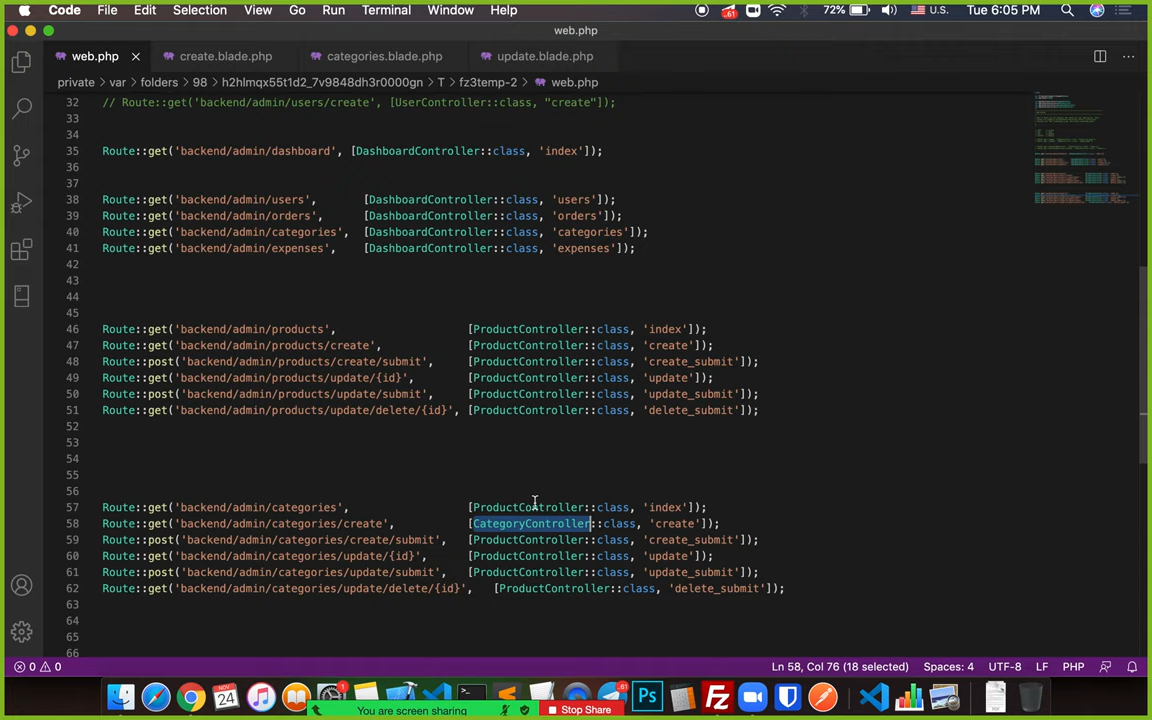 Code File Edit Selection View Go Run Terminal Window Help
.61 72% U.S. Tue 6:05 PM
web.php
web.php create.blade.php categories.blade.php update.blade.php
private > var > folders > 98 > h2hlmqx55t1d2_7v9848dh3r0000gn > T > fz3temp-2 > web.php
32 // Route::get('backend/admin/users/create', [UserController::class, "create"]);
33
34
35 Route::get('backend/admin/dashboard', [DashboardController::class, 'index']);
36
37
38 Route::get('backend/admin/users', [DashboardController::class, 'users']);
39 Route::get('backend/admin/orders', [DashboardController::class, 'orders']);
40 Route::get('backend/admin/categories', [DashboardController::class, 'categories']);
41 Route::get('backend/admin/expenses', [DashboardController::class, 'expenses']);
42
43
44
45
46 Route::get('backend/admin/products', [ProductController::class, 'index']);
47 Route::get('backend/admin/products/create', [ProductController::class, 'create']);
48 Route::post('backend/admin/products/create/submit', [ProductController::class, 'create_submit']);
49 Route::get('backend/admin/products/update/{id}', [ProductController::class, 'update']);
50 Route::post('backend/admin/products/update/submit', [ProductController::class, 'update_submit']);
51 Route::get('backend/admin/products/update/delete/{id}', [ProductController::class, 'delete_submit']);
52
53
54
55
56
57 Route::get('backend/admin/categories', [ProductController::class, 'index']);
58 Route::get('backend/admin/categories/create', [CategoryController::class, 'create']);
59 Route::post('backend/admin/categories/create/submit', [ProductController::class, 'create_submit']);
60 Route::get('backend/admin/categories/update/{id}', [ProductController::class, 'update']);
61 Route::post('backend/admin/categories/update/submit', [ProductController::class, 'update_submit']);
62 Route::get('backend/admin/categories/update/delete/{id}', [ProductController::class, 'delete_submit']);
63
64
65
66
0 0 Ln 58, Col 76 (18 selected) Spaces: 4 UTF-8 LF PHP
NOV 24 1 .61 Ps Fz
You are screen sharing Stop Share